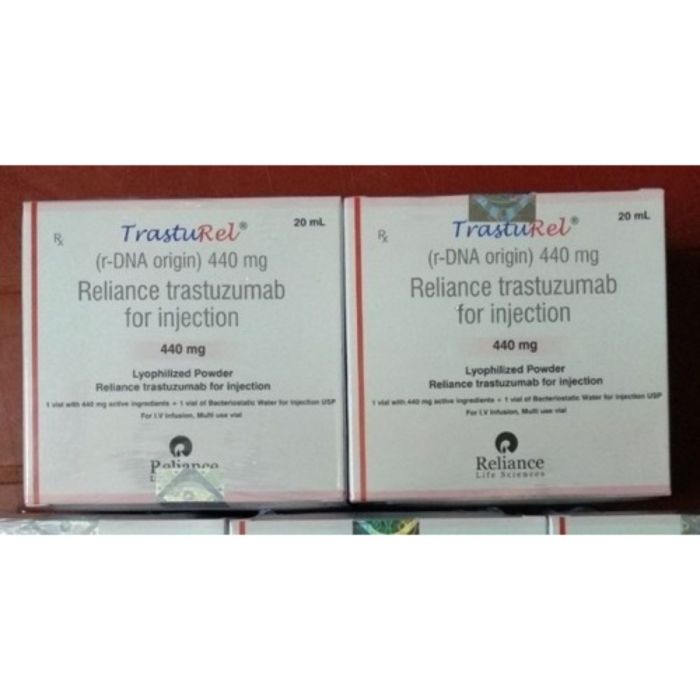 Rx
TrastuRel®
20 mL
(r-DNA origin) 440 mg
Reliance trastuzumab
for injection
440 mg
Lyophilized Powder
Reliance trastuzumab for injection
1 vial with 440 mg active ingredients + 1 vial of Bacteriostatic Water for Injection USP
For I.V Infusion, Multi use vial
Reliance
Rx
TrastuRel®
20 mL
(r-DNA origin) 440 mg
Reliance trastuzumab
for injection
440 mg
Lyophilized Powder
Reliance trastuzumab for injection
1 vial with 440 mg active ingredients + 1 vial of Bacteriostatic Water for Injection USP
For I.V Infusion, Multi use vial
Reliance
Life Sciences